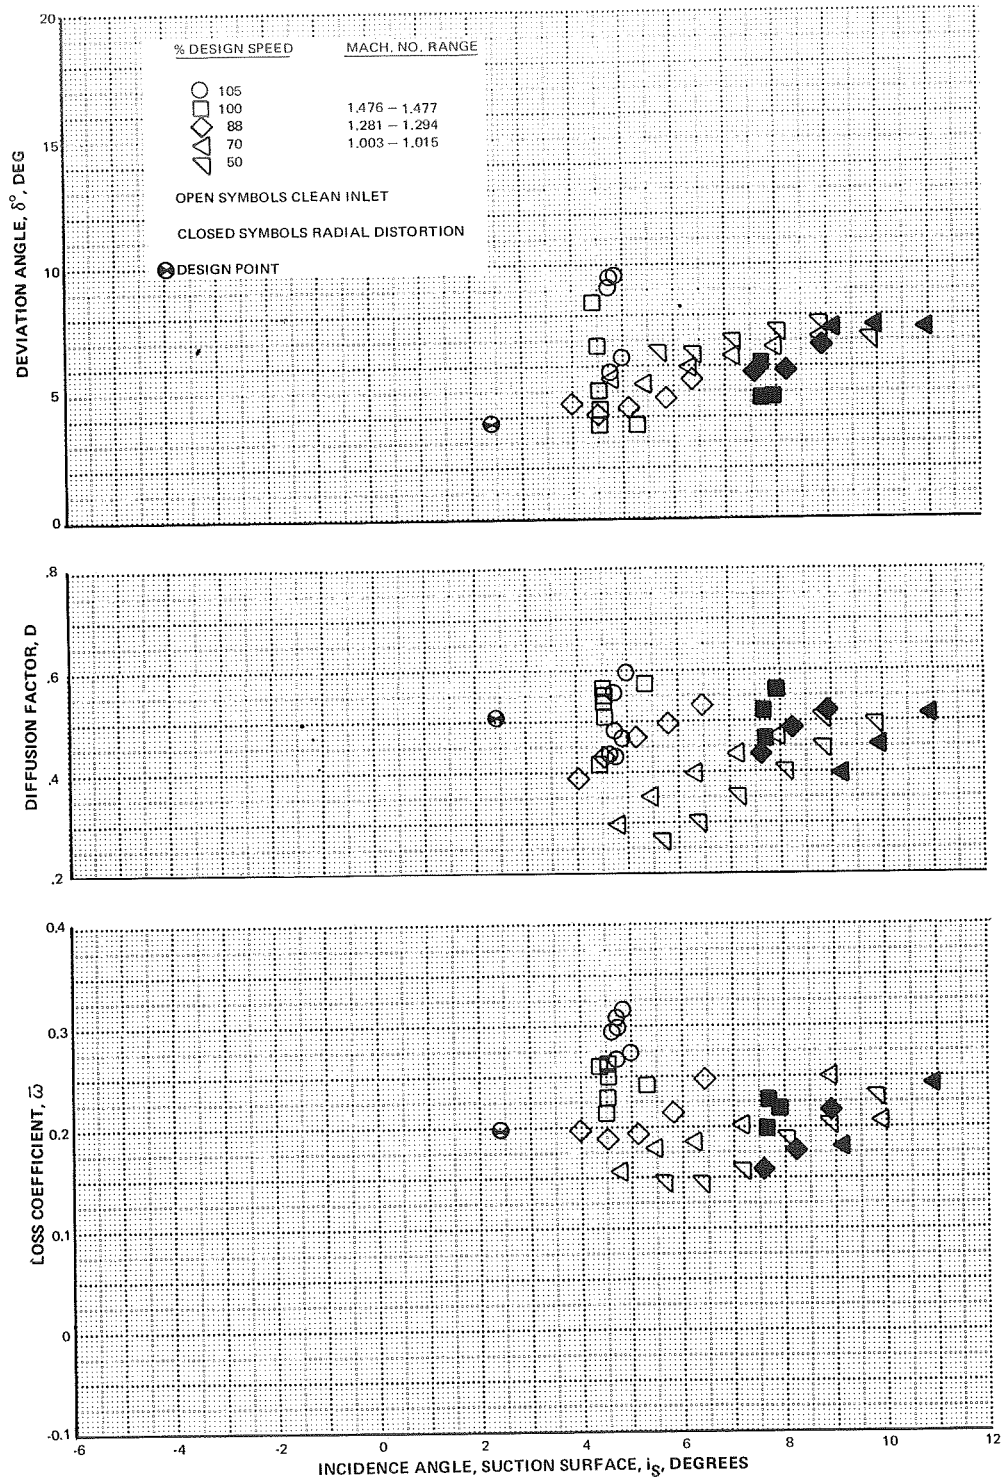 20
15
10
5
0
DEVIATION ANGLE, δ°, DEG
% DESIGN SPEED MACH. NO. RANGE
105
100 1.476 – 1.477
88 1.281 – 1.294
70 1.003 – 1.015
50
OPEN SYMBOLS CLEAN INLET
CLOSED SYMBOLS RADIAL DISTORTION
DESIGN POINT
.8
.6
.4
.2
DIFFUSION FACTOR, D
0.4
0.3
0.2
0.1
0
-0.1
LOSS COEFFICIENT, ω̅
-6 -4 -2 0 2 4 6 8 10 12
INCIDENCE ANGLE, SUCTION SURFACE, iS, DEGREES